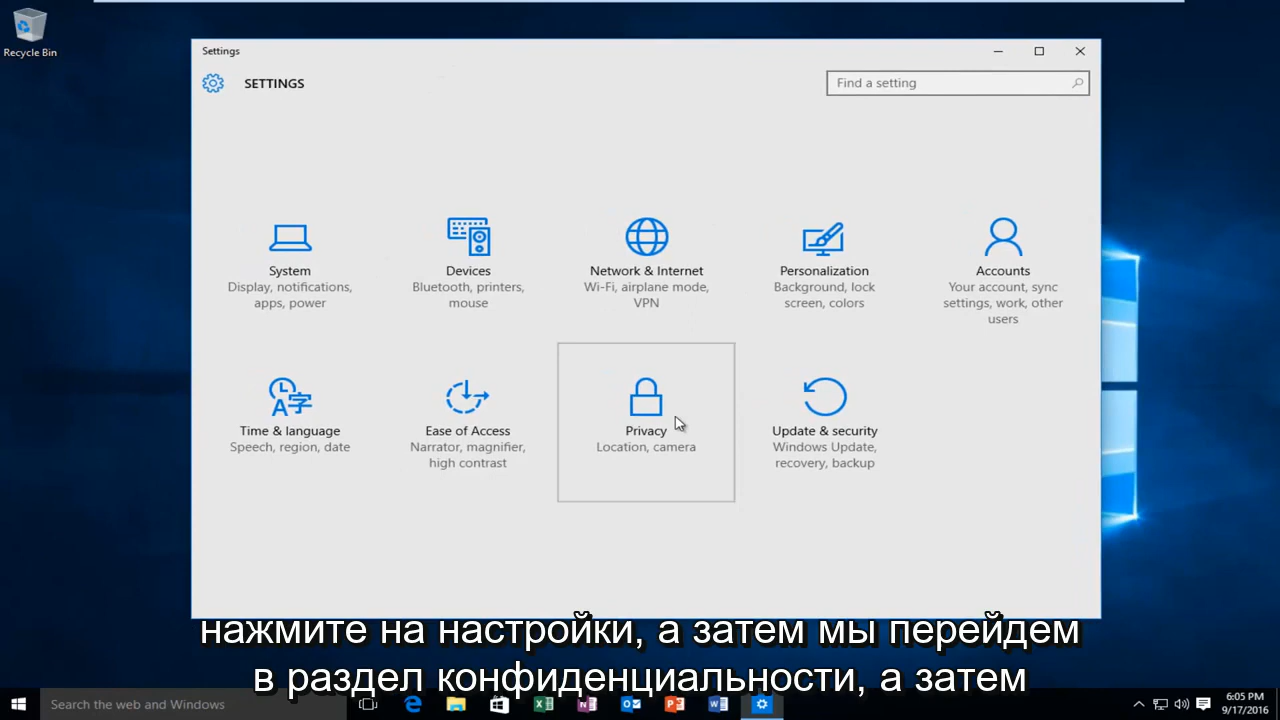 Recycle Bin
Settings
SETTINGS
Find a setting
System
Display, notifications,
apps, power
Devices
Bluetooth, printers,
mouse
Network & Internet
Wi-Fi, airplane mode,
VPN
Personalization
Background, lock
screen, colors
Accounts
Your account, sync
settings, work, other
users
Time & language
Speech, region, date
Ease of Access
Narrator, magnifier,
high contrast
Privacy
Location, camera
Update & security
Windows Update,
recovery, backup
нажмите на настройки, а затем мы перейдем
в раздел конфиденциальности, а затем
Search the web and Windows
6:05 PM
9/17/2016